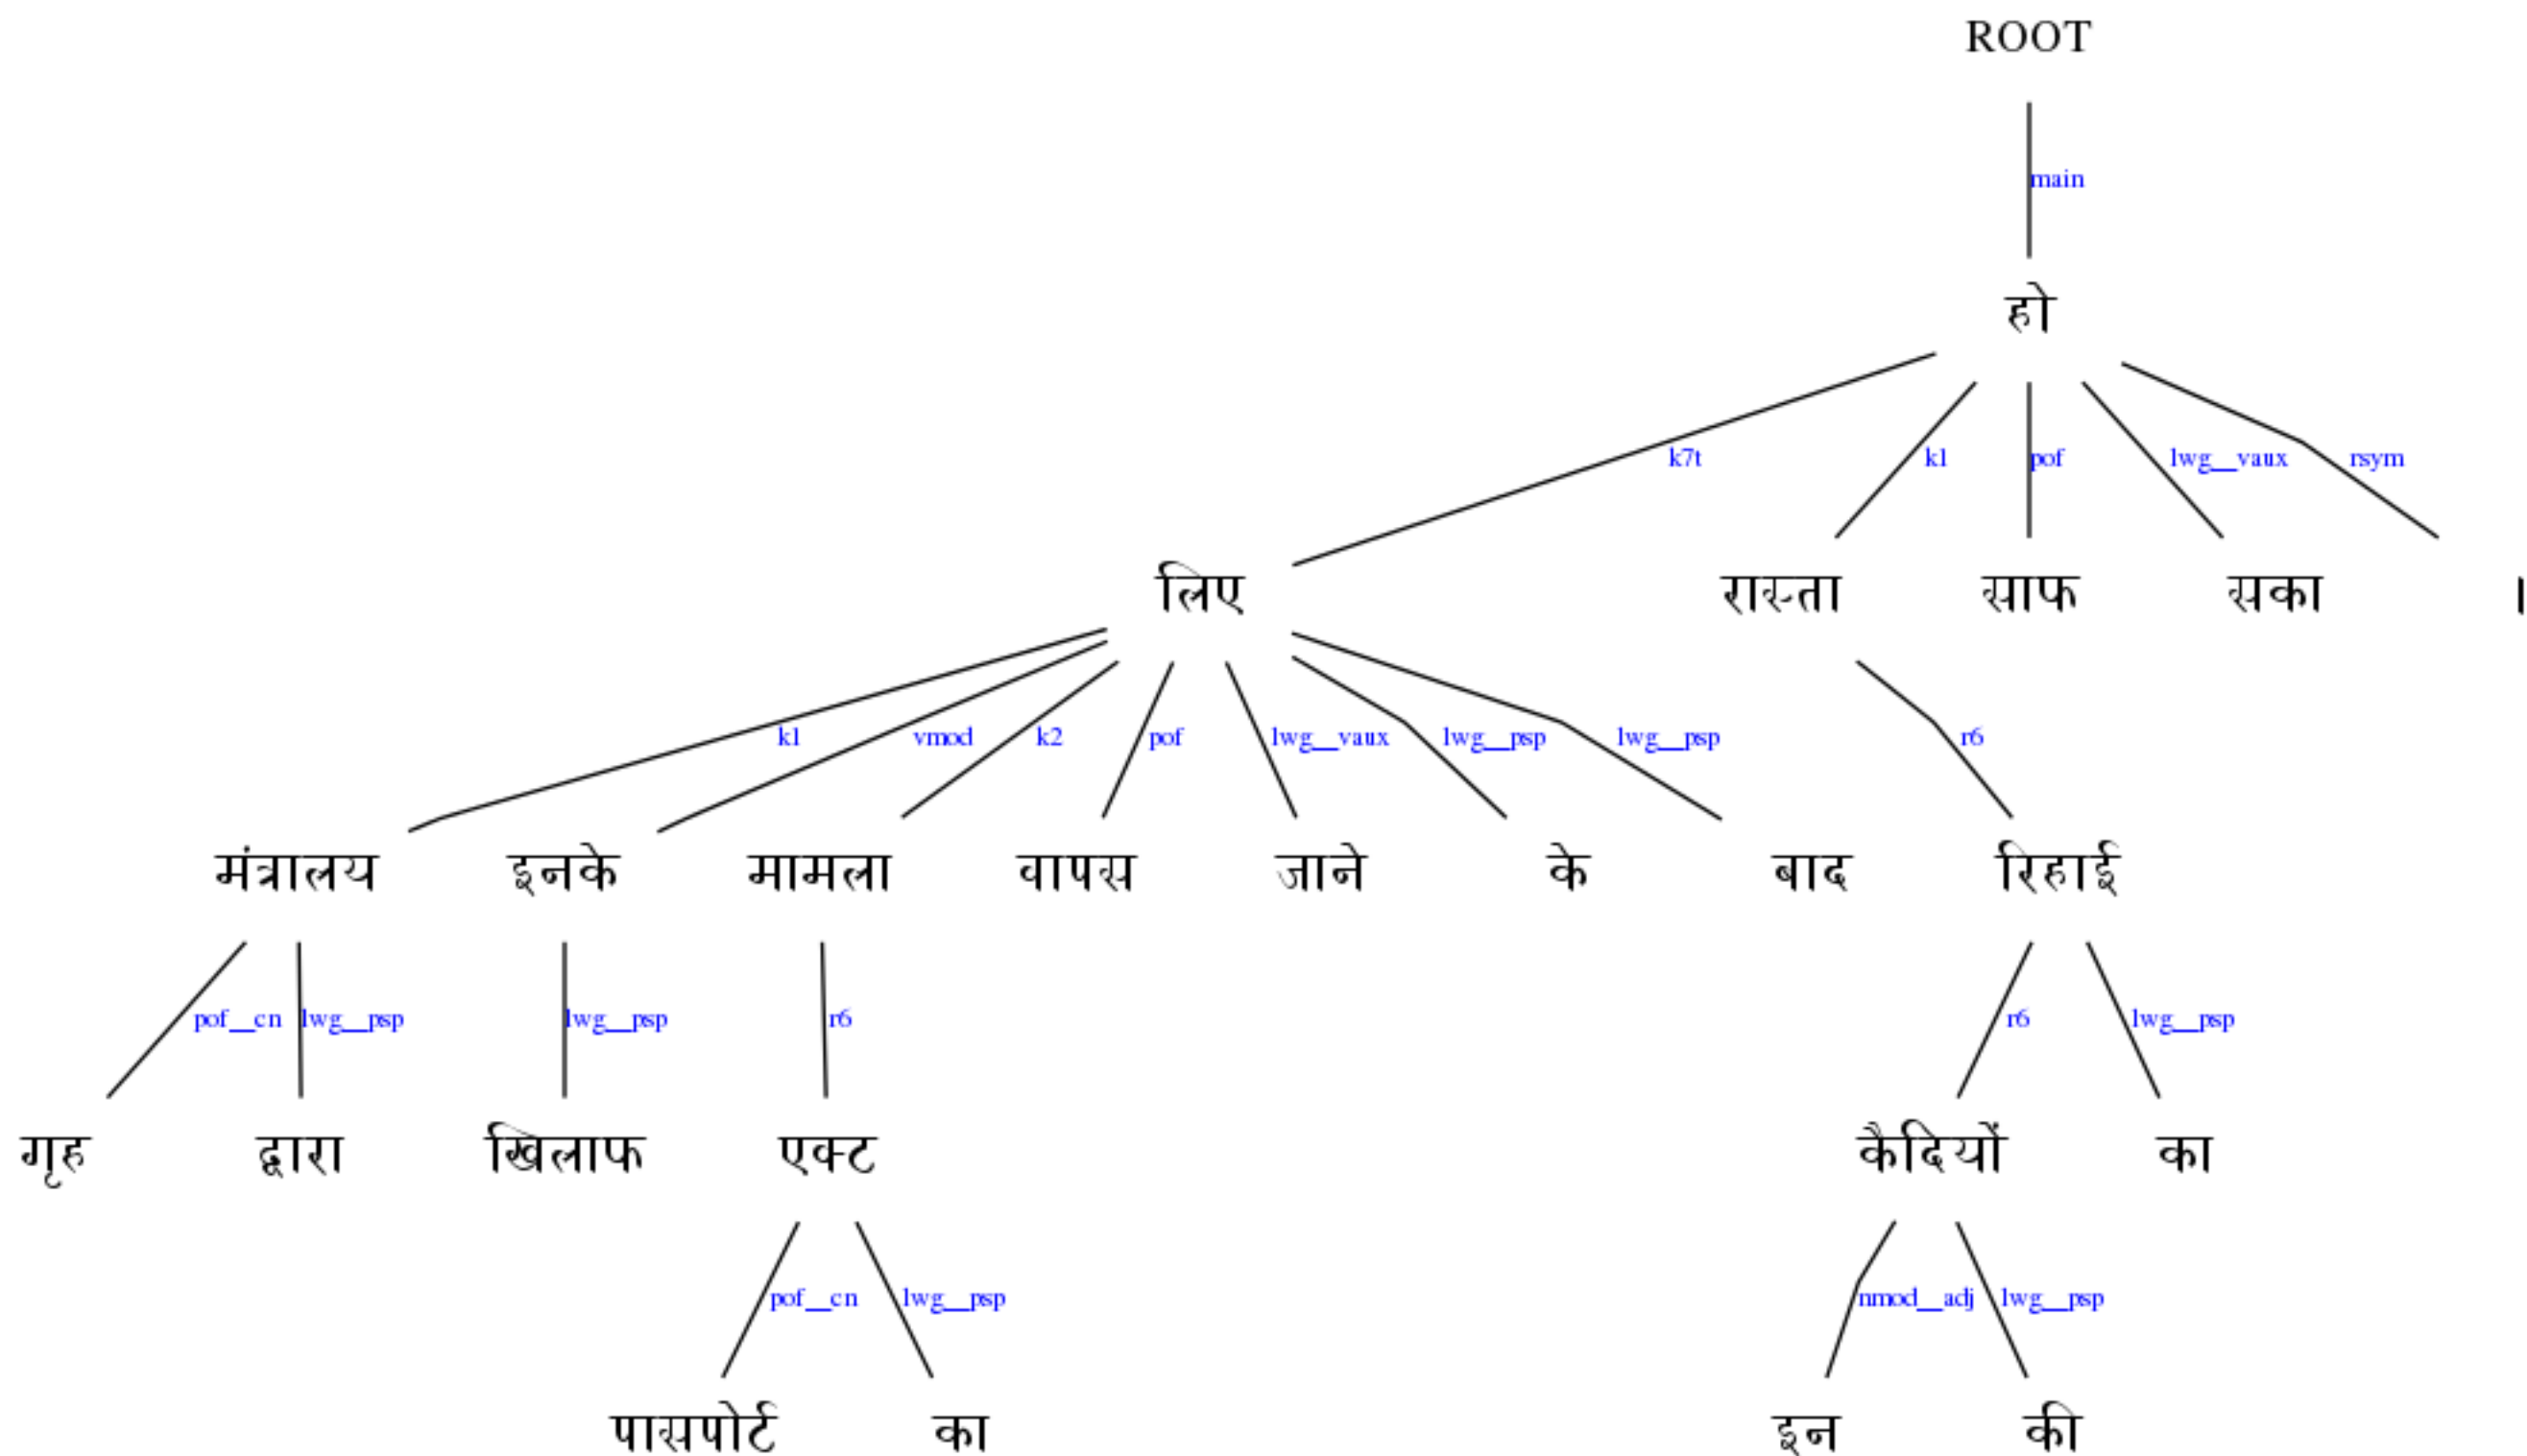 ROOT
main
हो
k7t k1 pof lwg__vaux rsym
लिए रास्ता साफ सका ।
k1 vmod k2 pof lwg__vaux lwg__psp lwg__psp r6
मंत्रालय इनके मामला वापस जाने के बाद रिहाई
pof__cn lwg__psp lwg__psp r6 r6 lwg__psp
गृह द्वारा खिलाफ एक्ट कैदियों का
pof__cn lwg__psp nmod__adj lwg__psp
पासपोर्ट का इन की